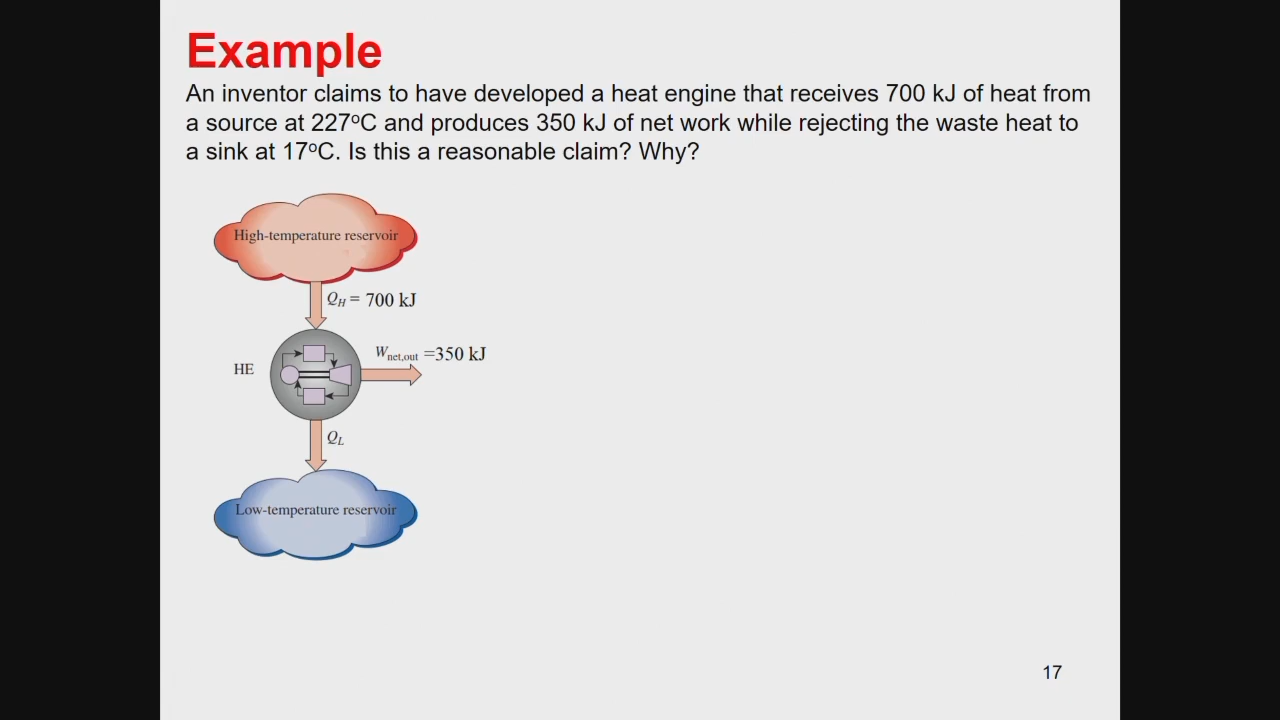 Example
An inventor claims to have developed a heat engine that receives 700 kJ of heat from
a source at 227ºC and produces 350 kJ of net work while rejecting the waste heat to
a sink at 17ºC. Is this a reasonable claim? Why?
High-temperature reservoir
Q_H = 700 kJ
W_net,out =350 kJ
HE
Q_L
Low-temperature reservoir
17